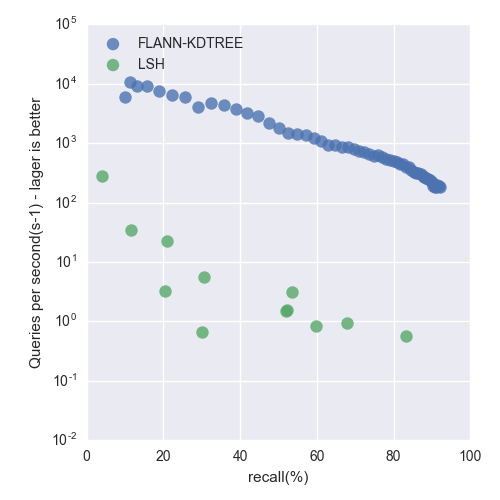 10^5
10^4
10^3
10^2
10^1
10^0
10^-1
10^-2
Queries per second(s-1) - lager is better
FLANN-KDTREE
LSH
0 20 40 60 80 100
recall(%)